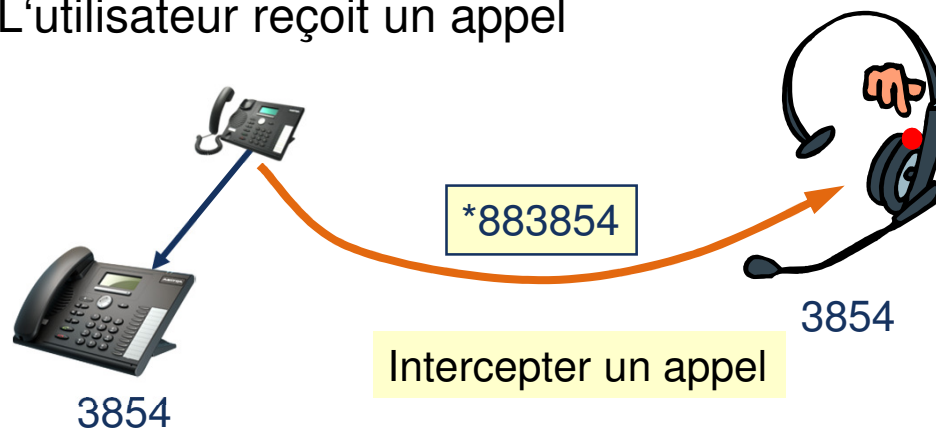 L‘utilisateur reçoit un appel
*883854
3854
Intercepter un appel
3854